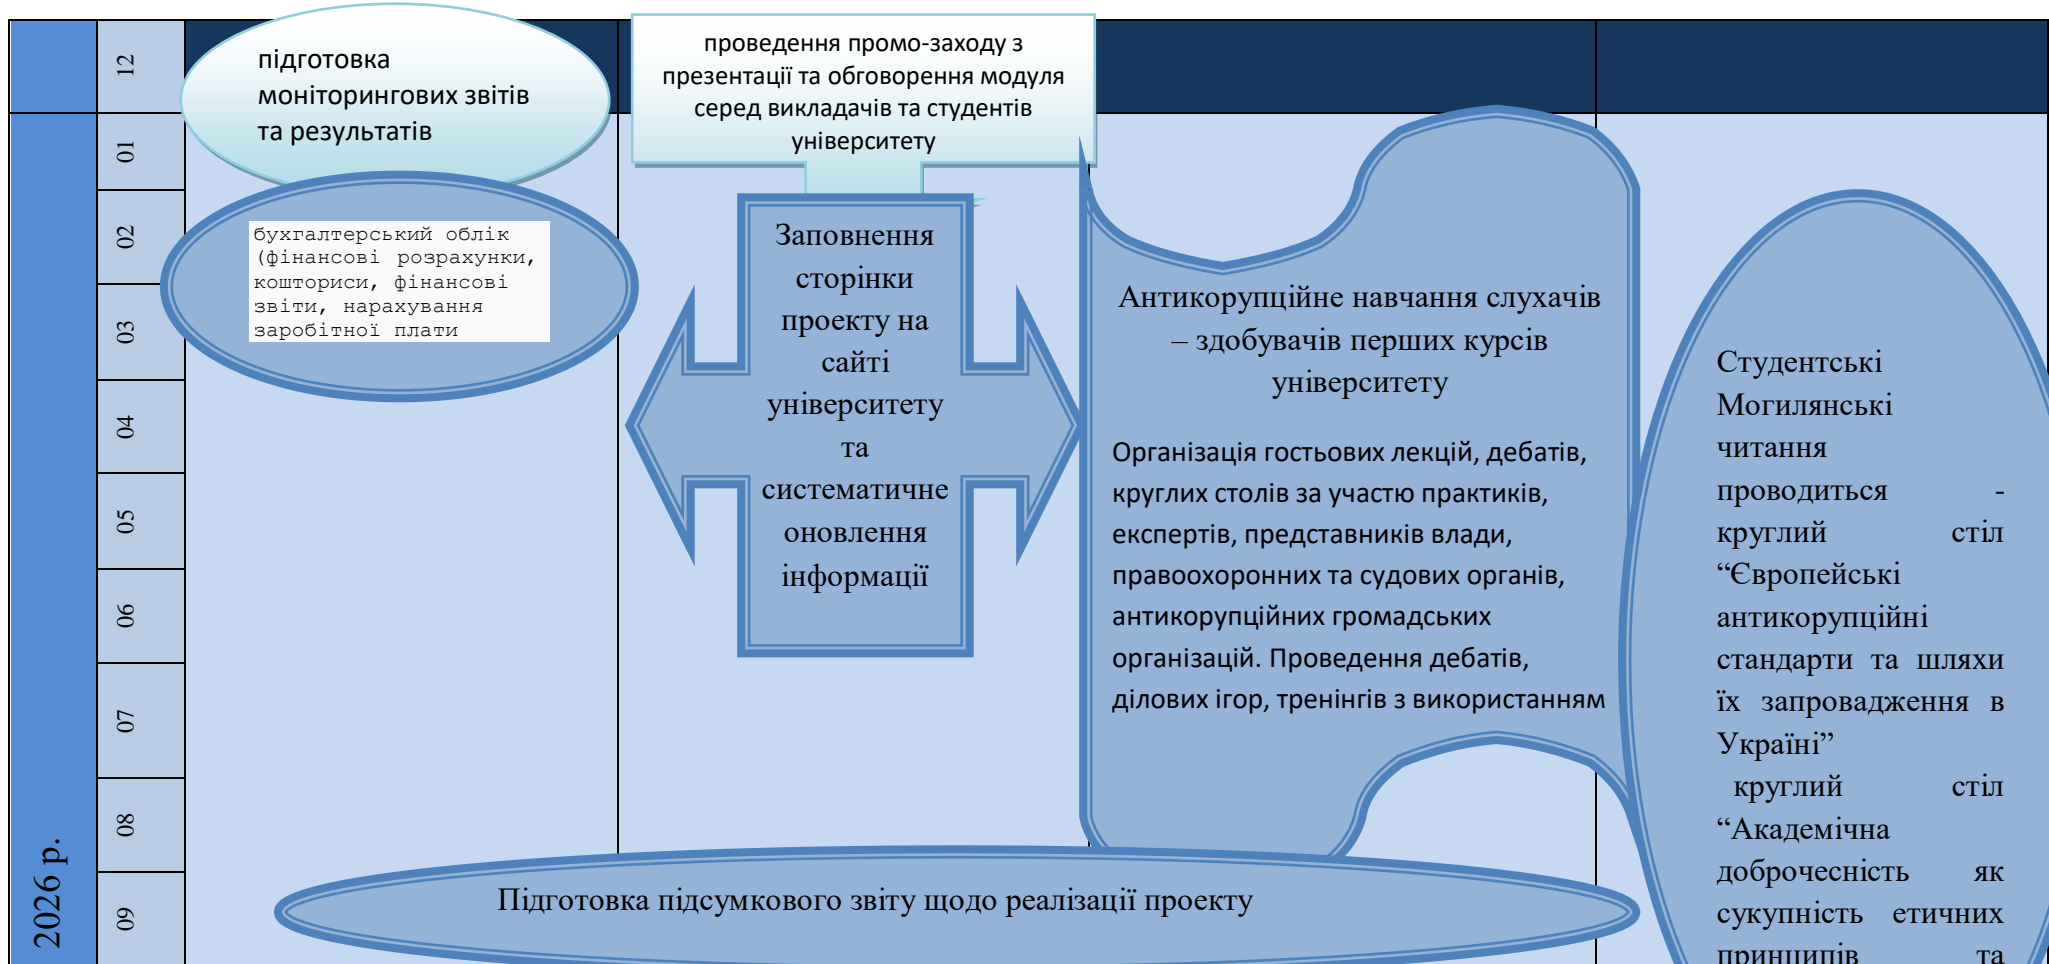 12
01
02
03
04
05
06
07
08
09
2026 р.
підготовка
моніторингових звітів
та результатів
бухгалтерський облік
(фінансові розрахунки,
кошториси, фінансові
звіти, нарахування
заробітної плати
проведення промо-заходу з
презентації та обговорення модуля
серед викладачів та студентів
університету
Заповнення
сторінки
проекту на
сайті
університету
та
систематичне
оновлення
інформації
Антикорупційне навчання слухачів
– здобувачів перших курсів
університету
Організація гостьових лекцій, дебатів,
круглих столів за участю практиків,
експертів, представників влади,
правоохоронних та судових органів,
антикорупційних громадських
організацій. Проведення дебатів,
ділових ігор, тренінгів з використанням
Студентські
Могилянські
читання
проводиться -
круглий стіл
“Європейські
антикорупційні
стандарти та шляхи
їх запровадження в
Україні”
круглий стіл
“Академічна
доброчесність як
сукупність етичних
принципів та
Підготовка підсумкового звіту щодо реалізації проекту